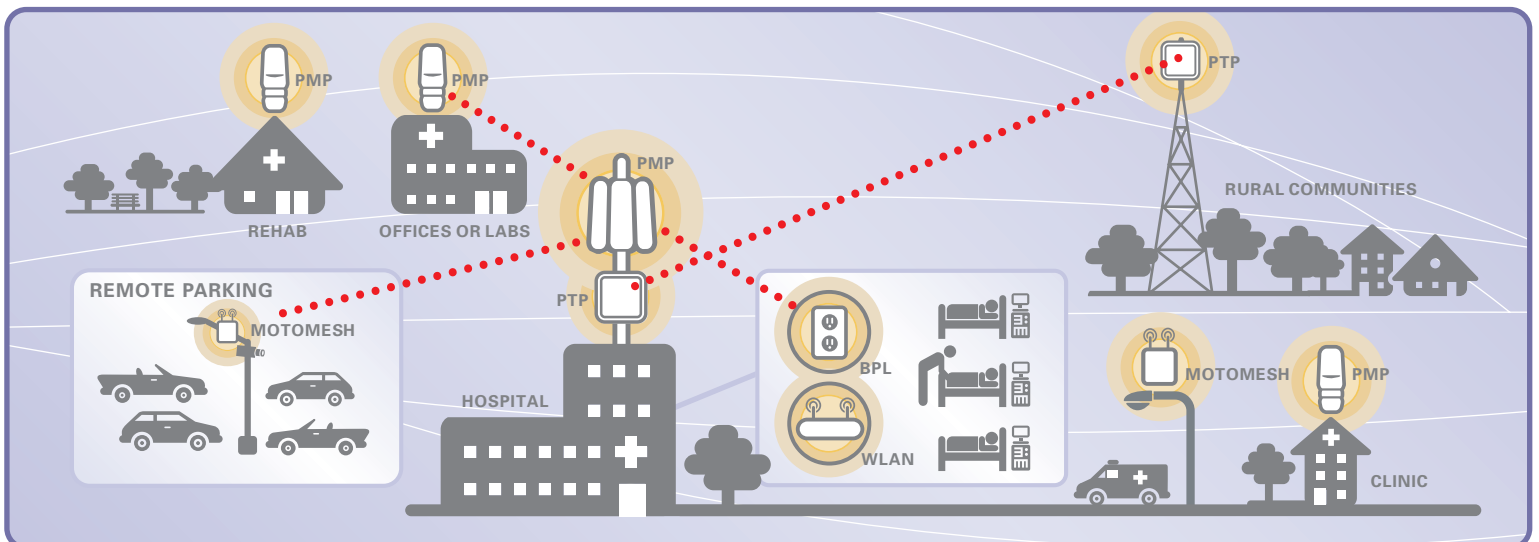 PMP
PMP
PTP
PMP
RURAL COMMUNITIES
REHAB
OFFICES OR LABS
REMOTE PARKING
PTP
MOTOMESH
BPL
MOTOMESH
PMP
HOSPITAL
WLAN
CLINIC